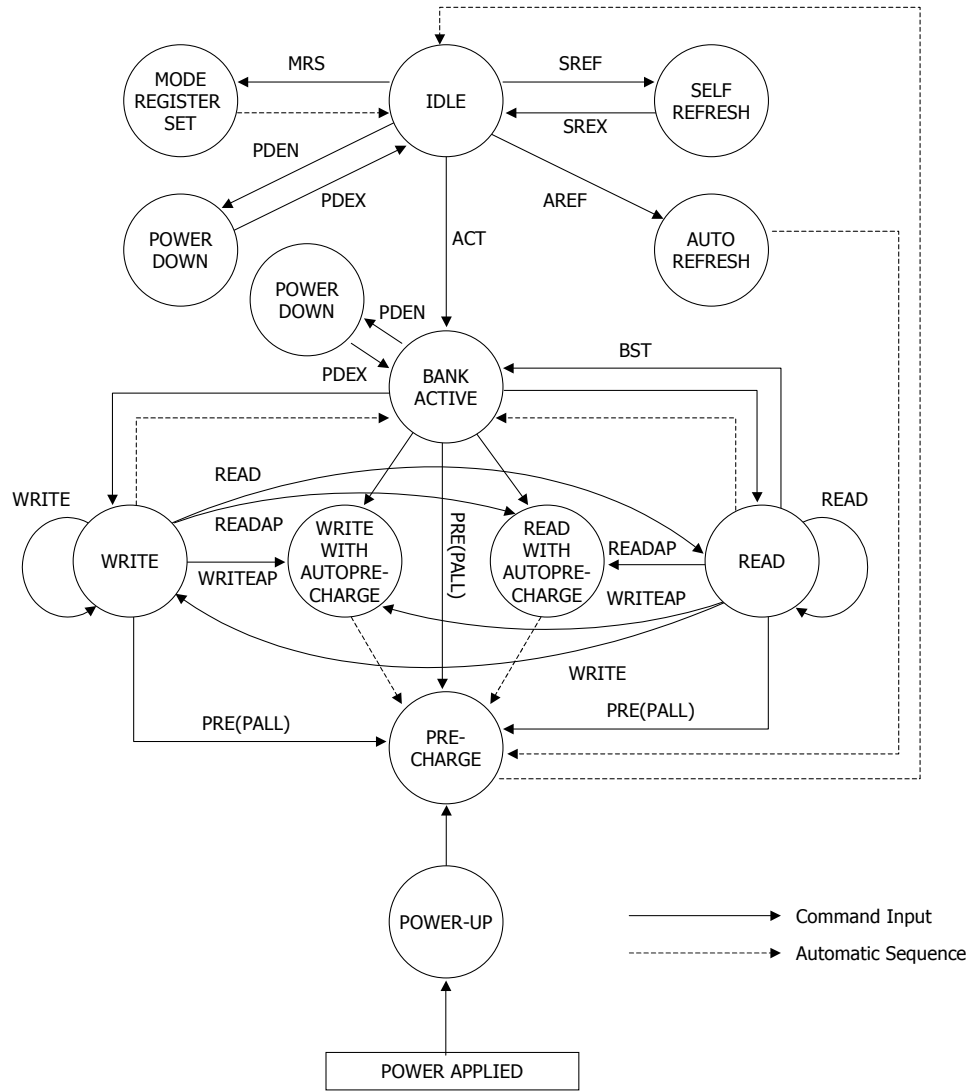 MRS
SREF
MODE
REGISTER
SET
IDLE
SELF
REFRESH
SREX
PDEN
PDEX
AREF
POWER
DOWN
ACT
AUTO
REFRESH
POWER
DOWN
PDEN
PDEX
BST
BANK
ACTIVE
WRITE
READ
READ
READAP
WRITE
WRITE
WITH
AUTOPRE-
CHARGE
PRE(PALL)
READ
WITH
AUTOPRE-
CHARGE
READAP
READ
WRITEAP
WRITEAP
WRITE
PRE(PALL)
PRE(PALL)
PRE-
CHARGE
POWER-UP
Command Input
Automatic Sequence
POWER APPLIED